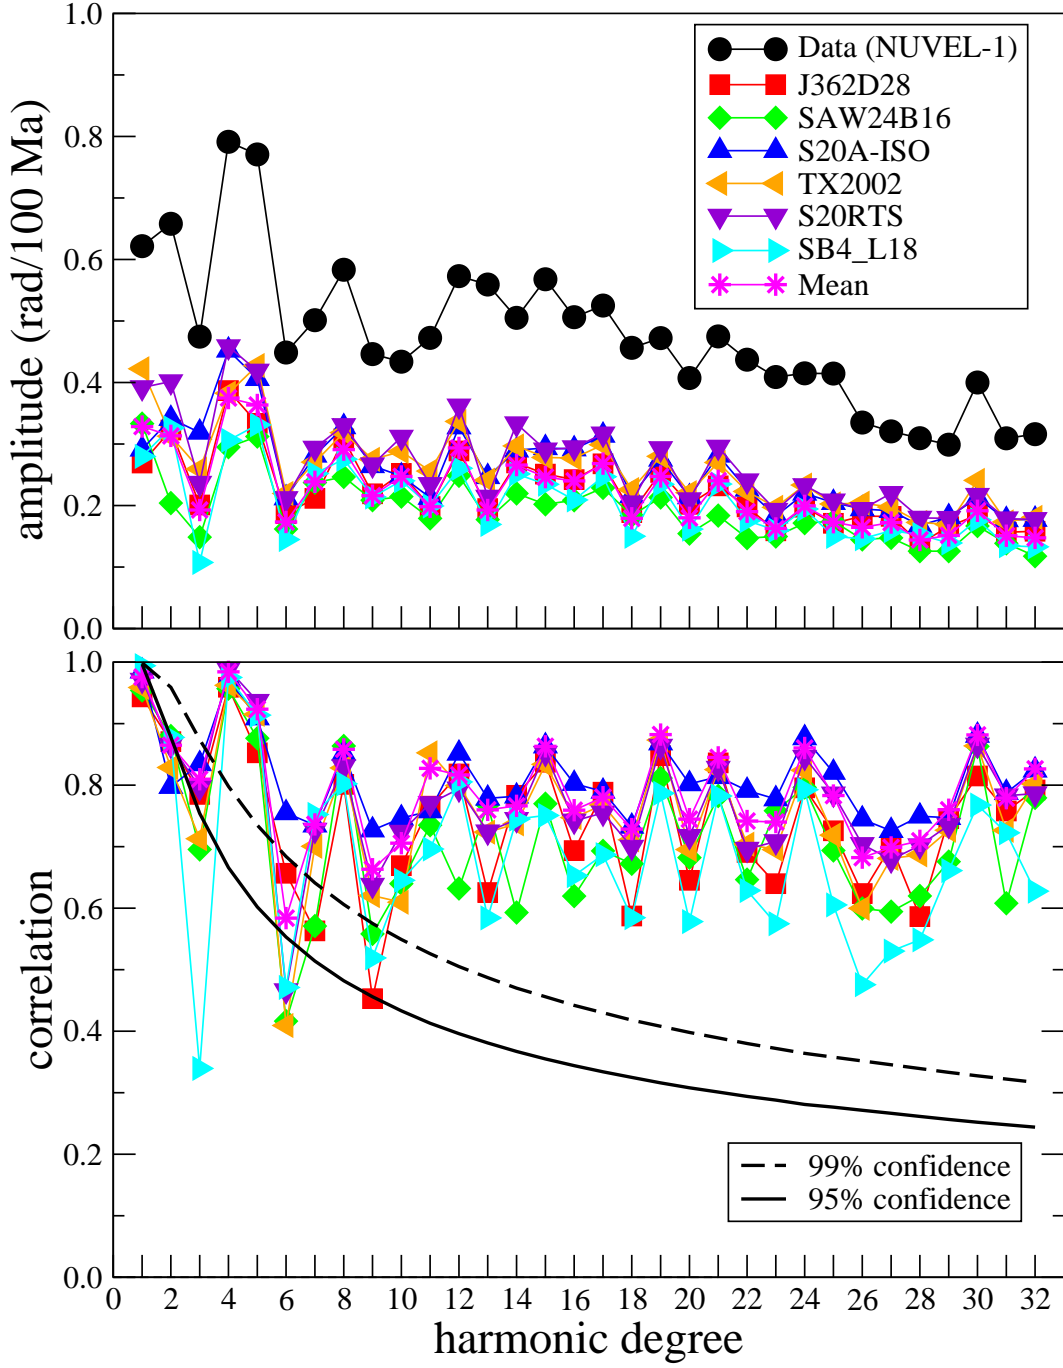 1.0
0.8
0.6
0.4
0.2
0.0
amplitude (rad/100 Ma)
Data (NUVEL-1)
J362D28
SAW24B16
S20A-ISO
TX2002
S20RTS
SB4_L18
Mean
1.0
0.8
0.6
0.4
0.2
0.0
correlation
99% confidence
95% confidence
0 2 4 6 8 10 12 14 16 18 20 22 24 26 28 30 32
harmonic degree